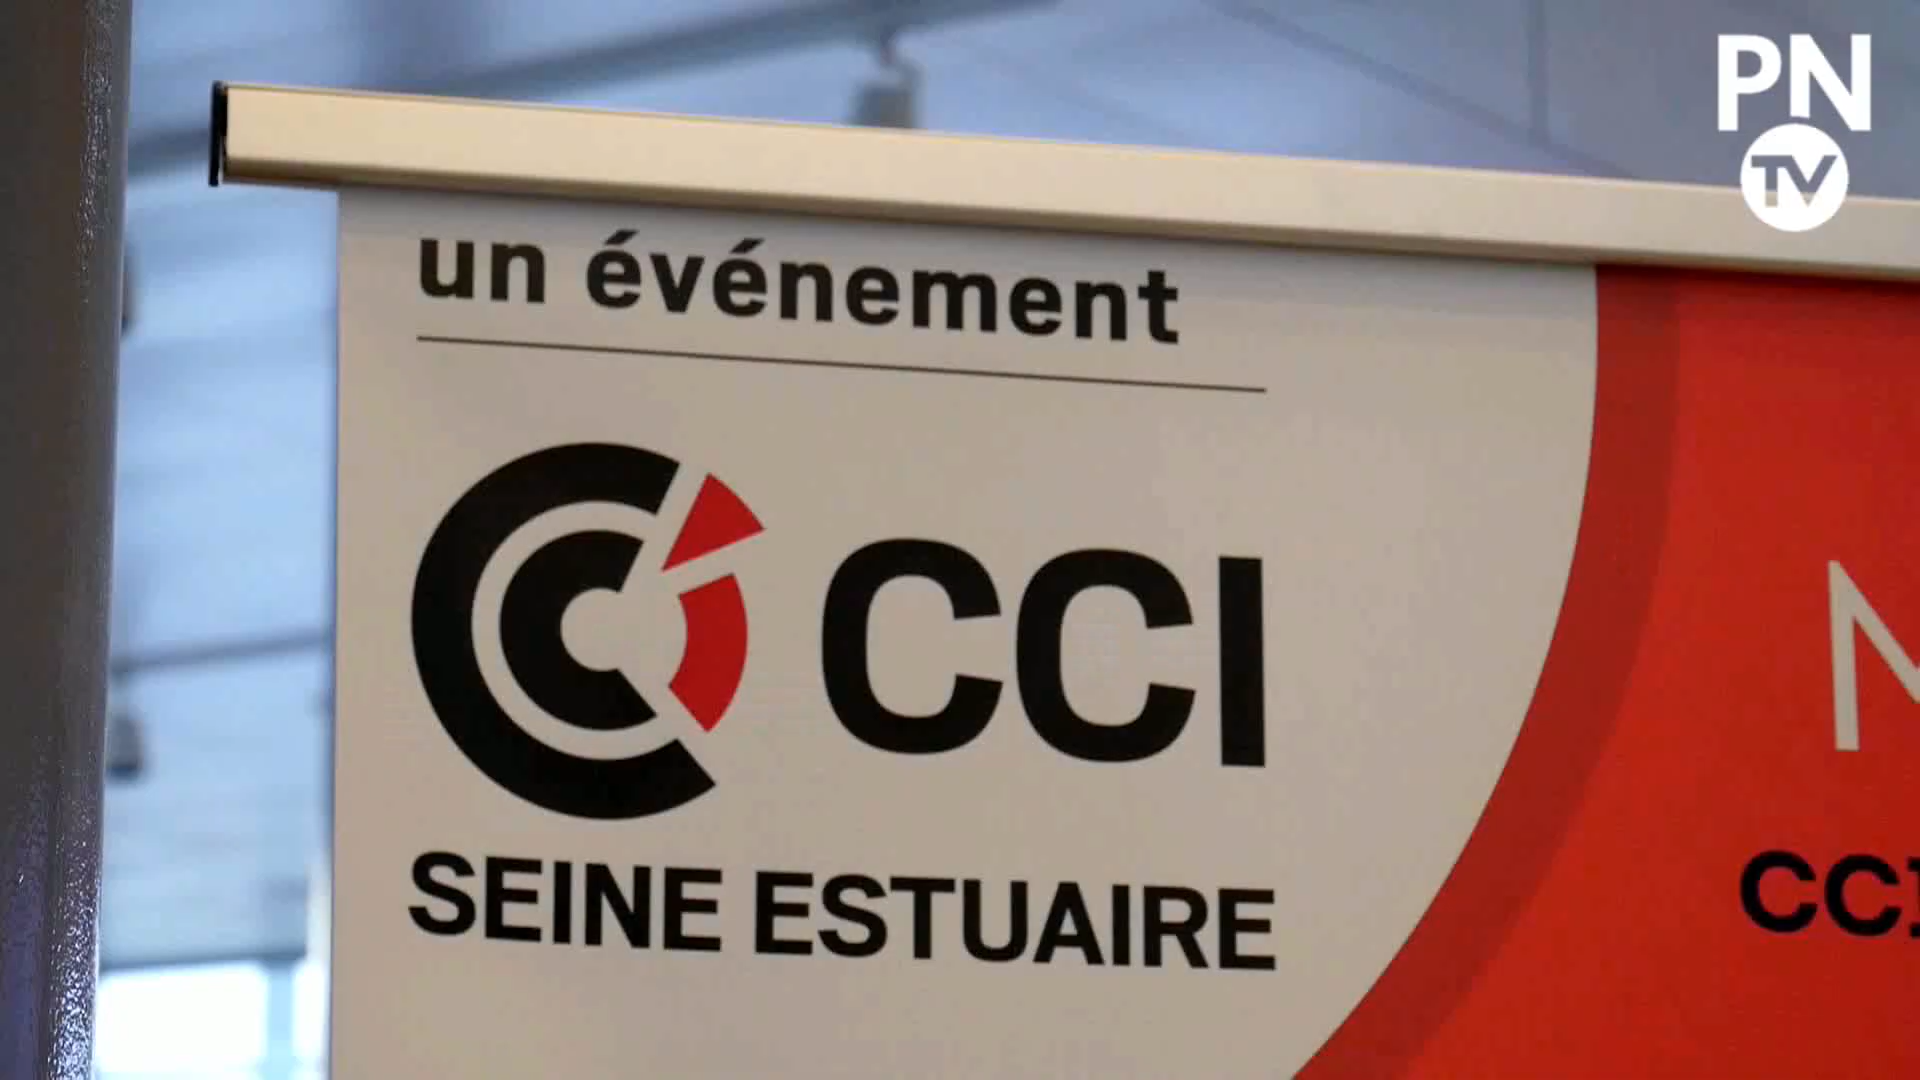 PN
TV
un événement
CCI
SEINE ESTUAIRE